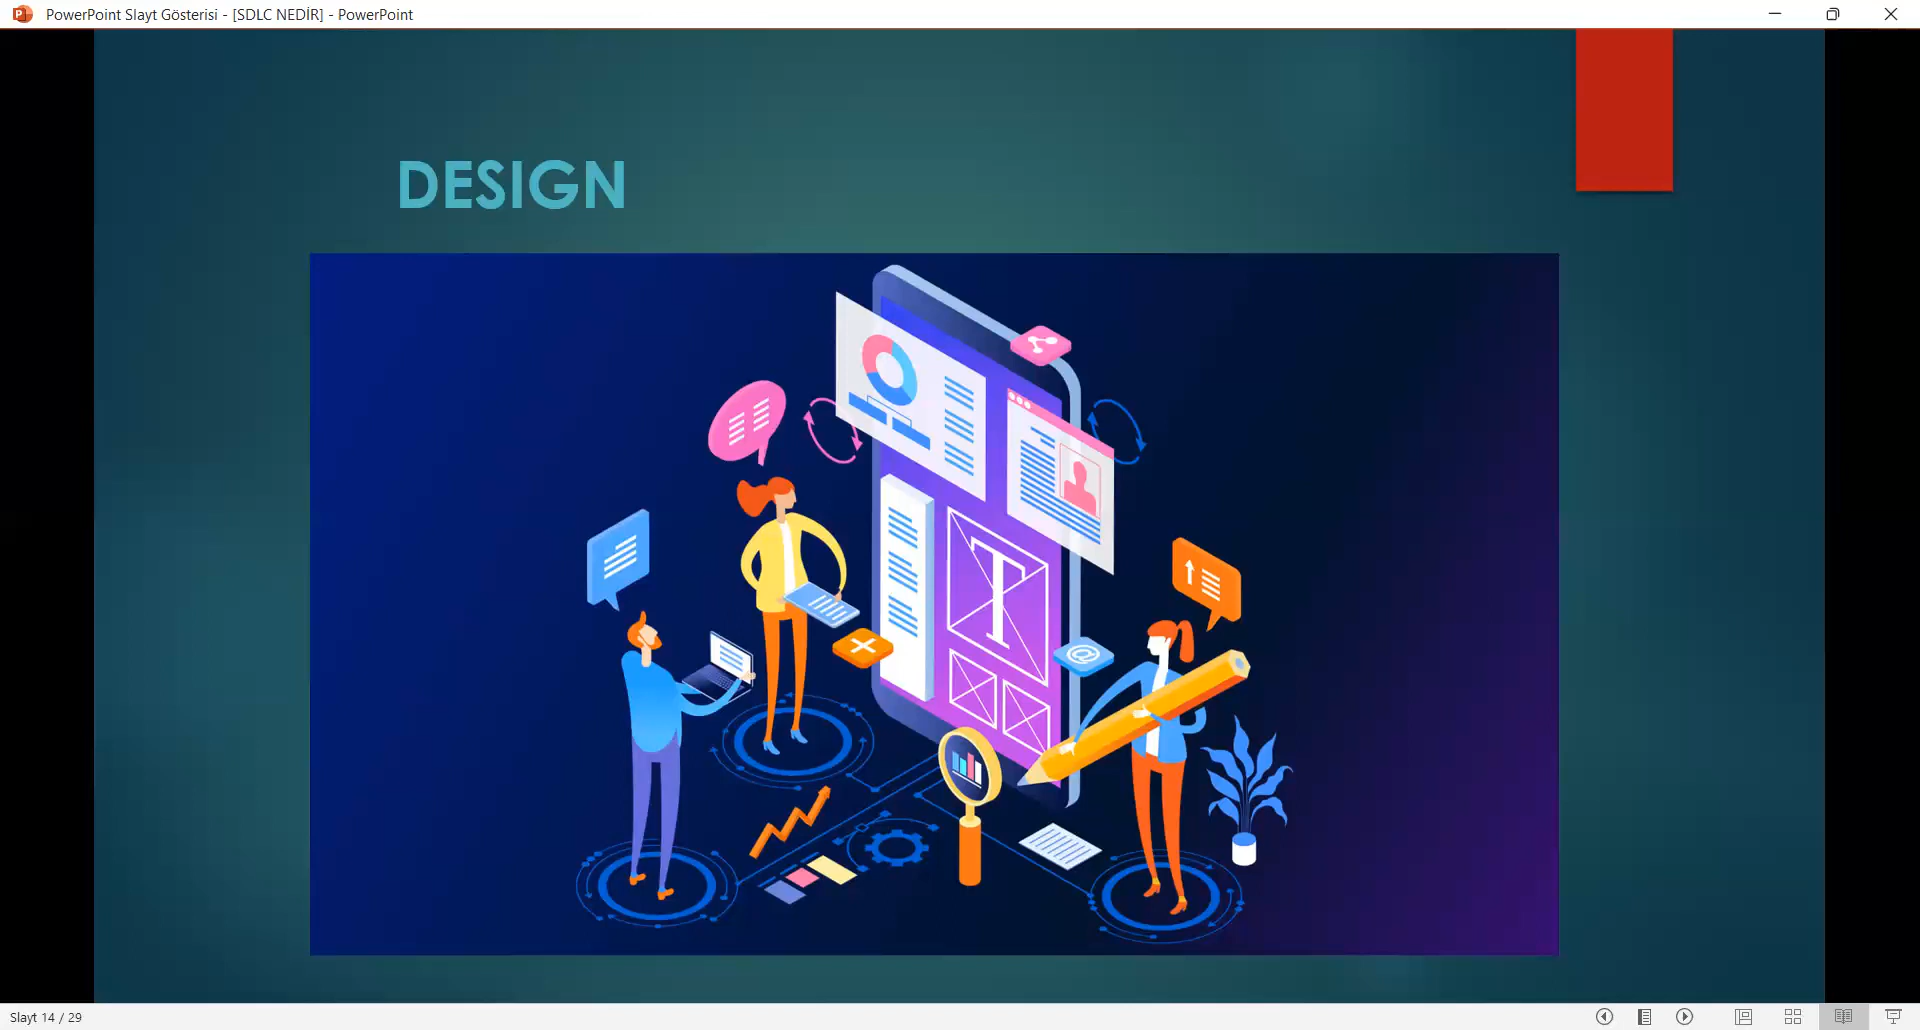 PowerPoint Slayt Gösterisi - [SDLC NEDİR] - PowerPoint
DESIGN
T
@
Slayt 14 / 29